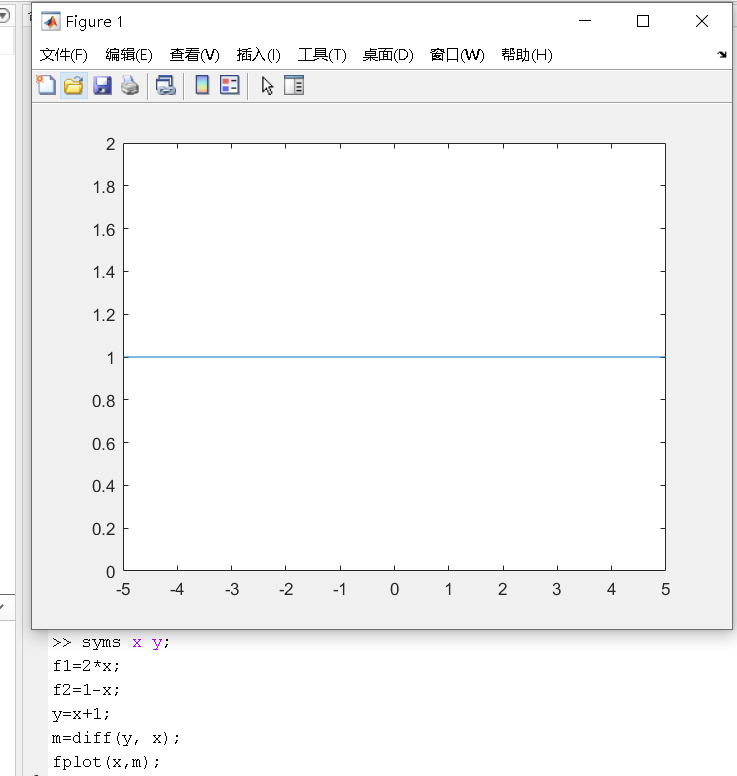 Figure 1
文件(F) 编辑(E) 查看(V) 插入(I) 工具(T) 桌面(D) 窗口(W) 帮助(H)
2
1.8
1.6
1.4
1.2
1
0.8
0.6
0.4
0.2
0
-5 -4 -3 -2 -1 0 1 2 3 4 5
>> syms x y;
f1=2*x;
f2=1-x;
y=x+1;
m=diff(y, x);
fplot(x,m);